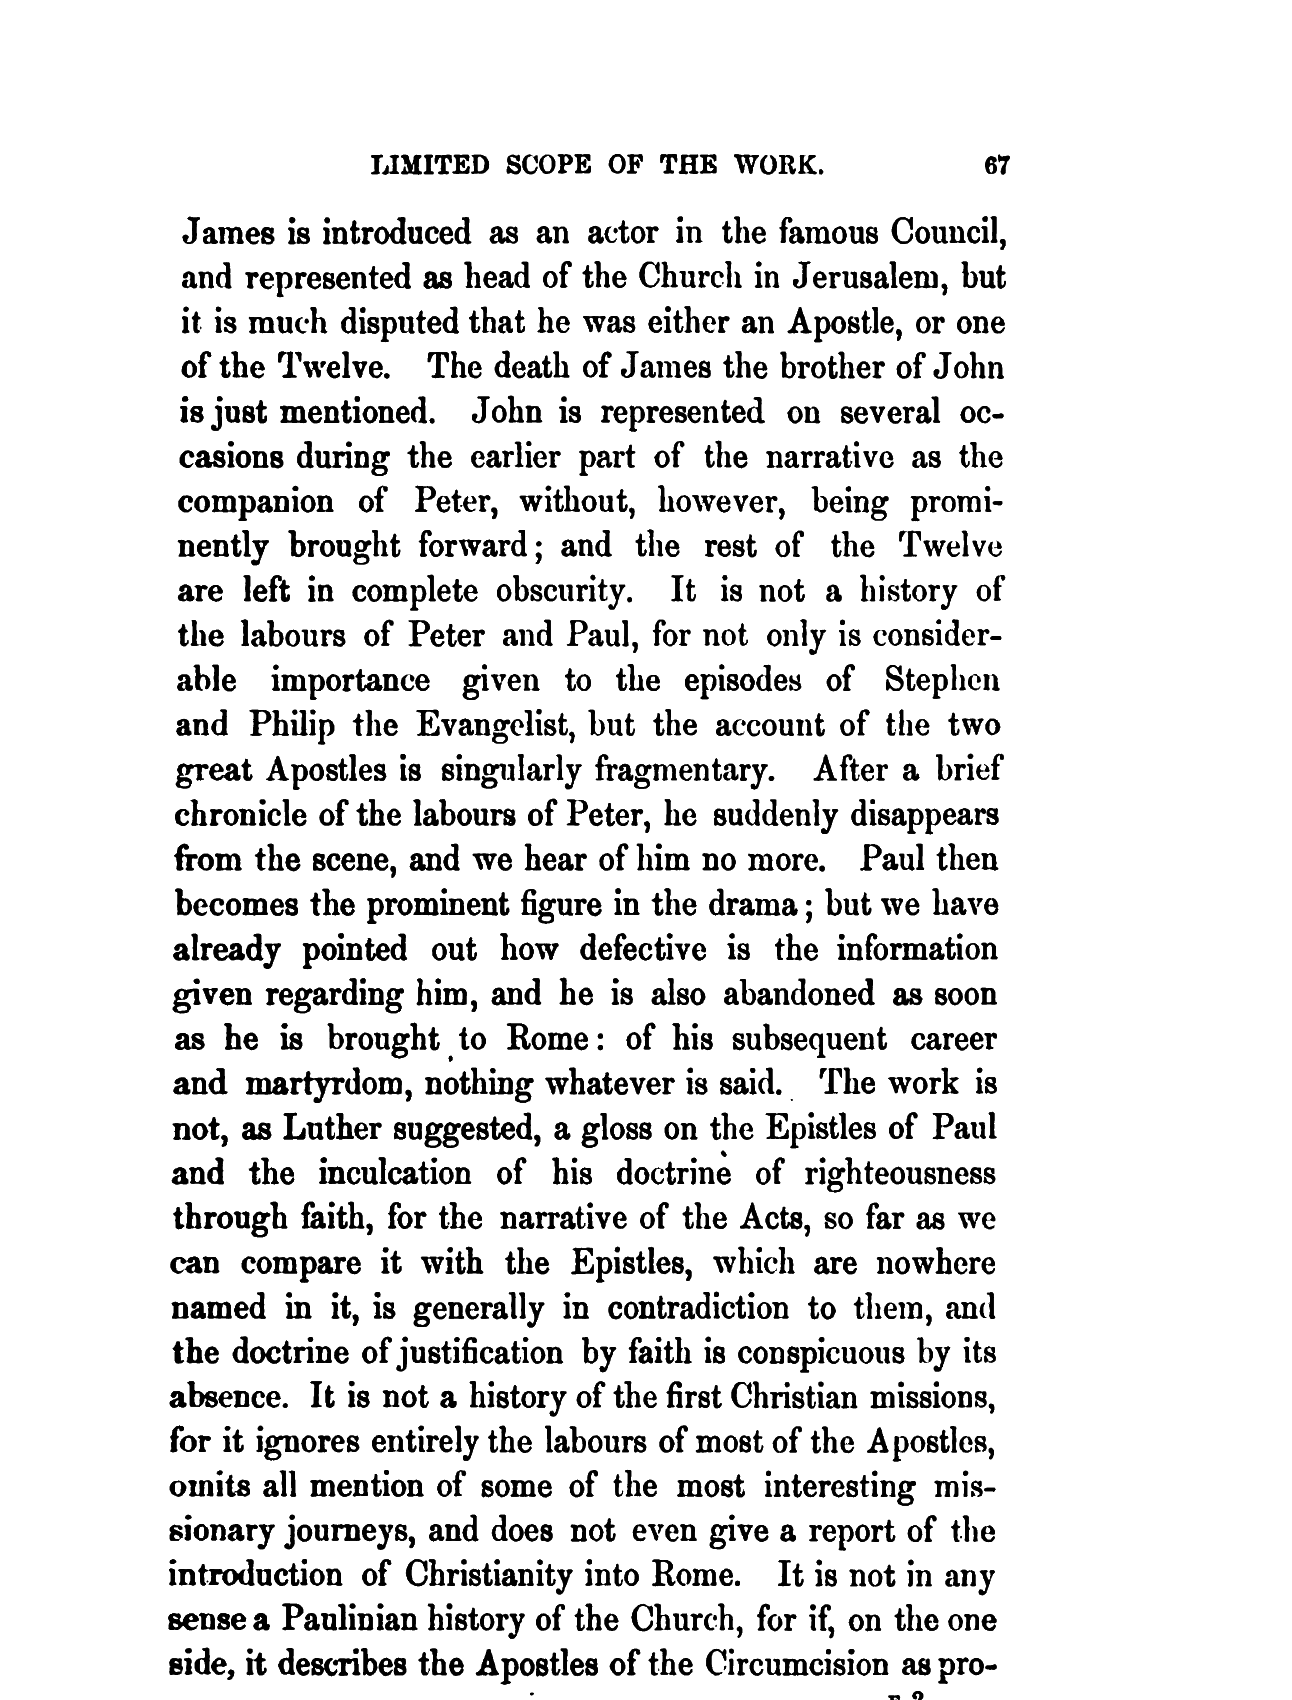 LIMITED SCOPE OF THE WORK. 67
James is introduced as an actor in the famous Council,
and represented as head of the Church in Jerusalem, but
it is much disputed that he was either an Apostle, or one
of the Twelve. The death of James the brother of John
is just mentioned. John is represented on several oc-
casions during the earlier part of the narrative as the
companion of Peter, without, however, being promi-
nently brought forward; and the rest of the Twelve
are left in complete obscurity. It is not a history of
the labours of Peter and Paul, for not only is consider-
able importance given to the episodes of Stephen
and Philip the Evangelist, but the account of the two
great Apostles is singularly fragmentary. After a brief
chronicle of the labours of Peter, he suddenly disappears
from the scene, and we hear of him no more. Paul then
becomes the prominent figure in the drama; but we have
already pointed out how defective is the information
given regarding him, and he is also abandoned as soon
as he is brought to Rome: of his subsequent career
and martyrdom, nothing whatever is said. The work is
not, as Luther suggested, a gloss on the Epistles of Paul
and the inculcation of his doctrine of righteousness
through faith, for the narrative of the Acts, so far as we
can compare it with the Epistles, which are nowhere
named in it, is generally in contradiction to them, and
the doctrine of justification by faith is conspicuous by its
absence. It is not a history of the first Christian missions,
for it ignores entirely the labours of most of the Apostles,
omits all mention of some of the most interesting mis-
sionary journeys, and does not even give a report of the
introduction of Christianity into Rome. It is not in any
sense a Paulinian history of the Church, for if, on the one
side, it describes the Apostles of the Circumcision as pro-